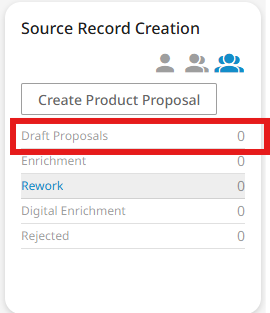 Source Record Creation
Create Product Proposal
Draft Proposals 0
Enrichment 0
Rework 0
Digital Enrichment 0
Rejected 0